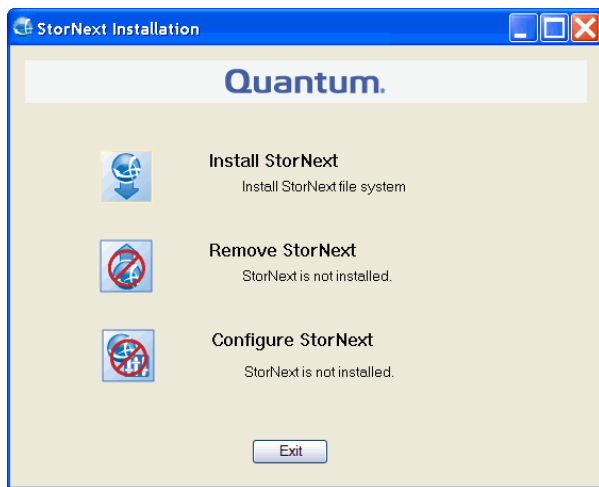 StorNext Installation
Quantum.
Install StorNext
Install StorNext file system
Remove StorNext
StorNext is not installed.
Configure StorNext
StorNext is not installed.
Exit